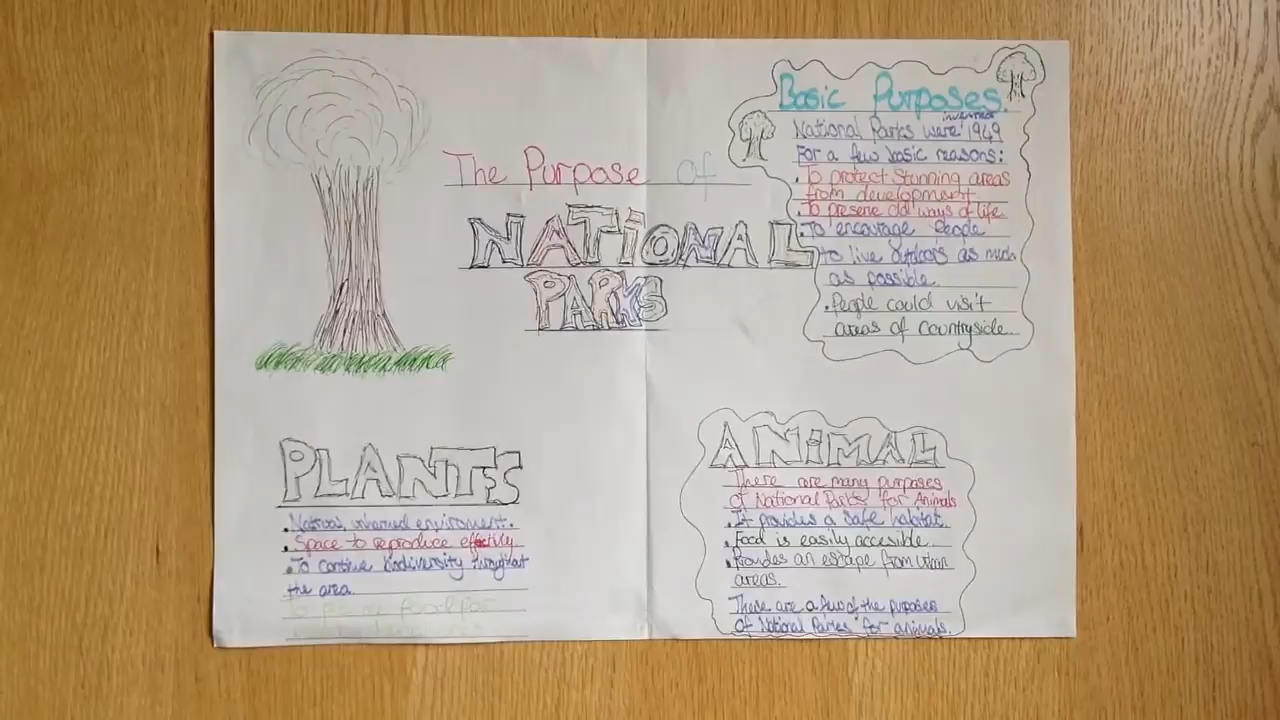 The Purpose of
NATIONAL
PARKS
Basic Purposes.
invented
National Parks were 1949
For a few basic reasons:
• To protect stunning areas
from development
• To preserve old ways of life.
• To encourage People
to live outdoors as much
as possible.
• People could visit
areas of countryside.
PLANTS
• Natural, unharmed enviroment.
• Space to reproduce effectivly
• To continue biodiversity throughout
the area.
ANiMAL
There are many purposes
of National Parks for Animals
• It provides a safe habitat.
• Food is easily accesible.
• Provides an escape from urban
areas.
These are a few of the purposes
of National Parks for animals.